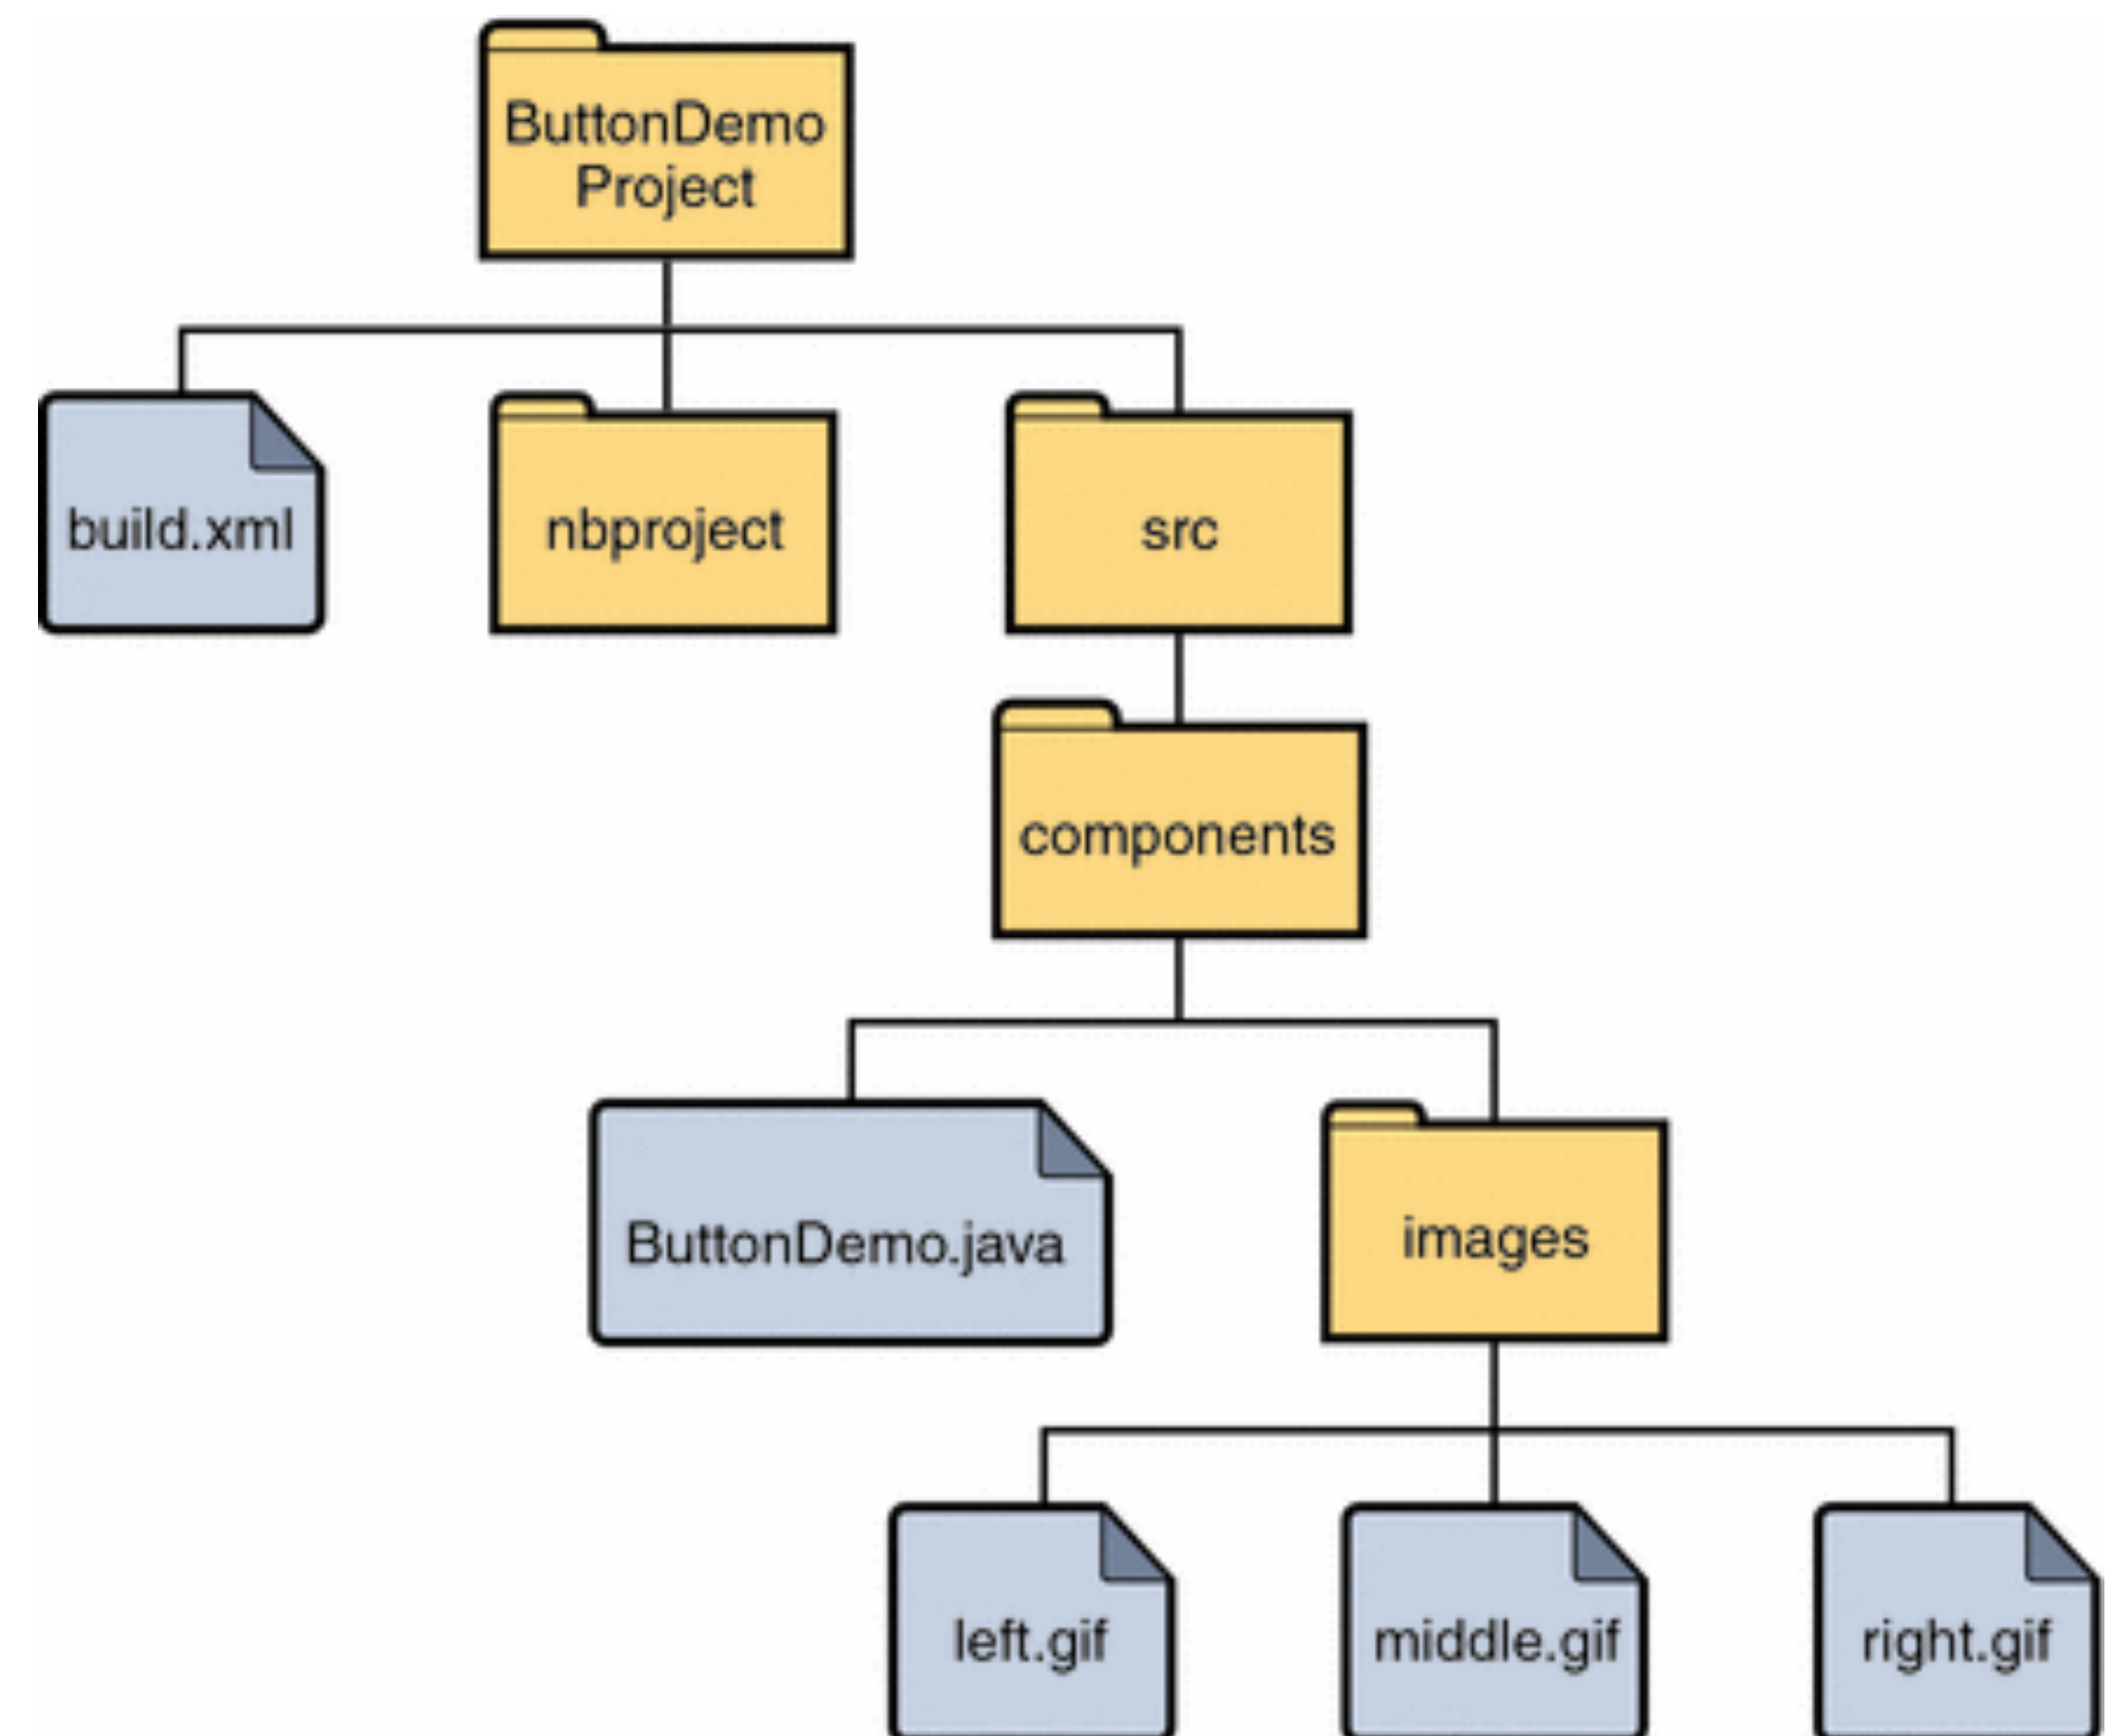 ButtonDemo
Project
build.xml
nbproject
src
components
ButtonDemo.java
images
left.gif
middle.gif
right.gif